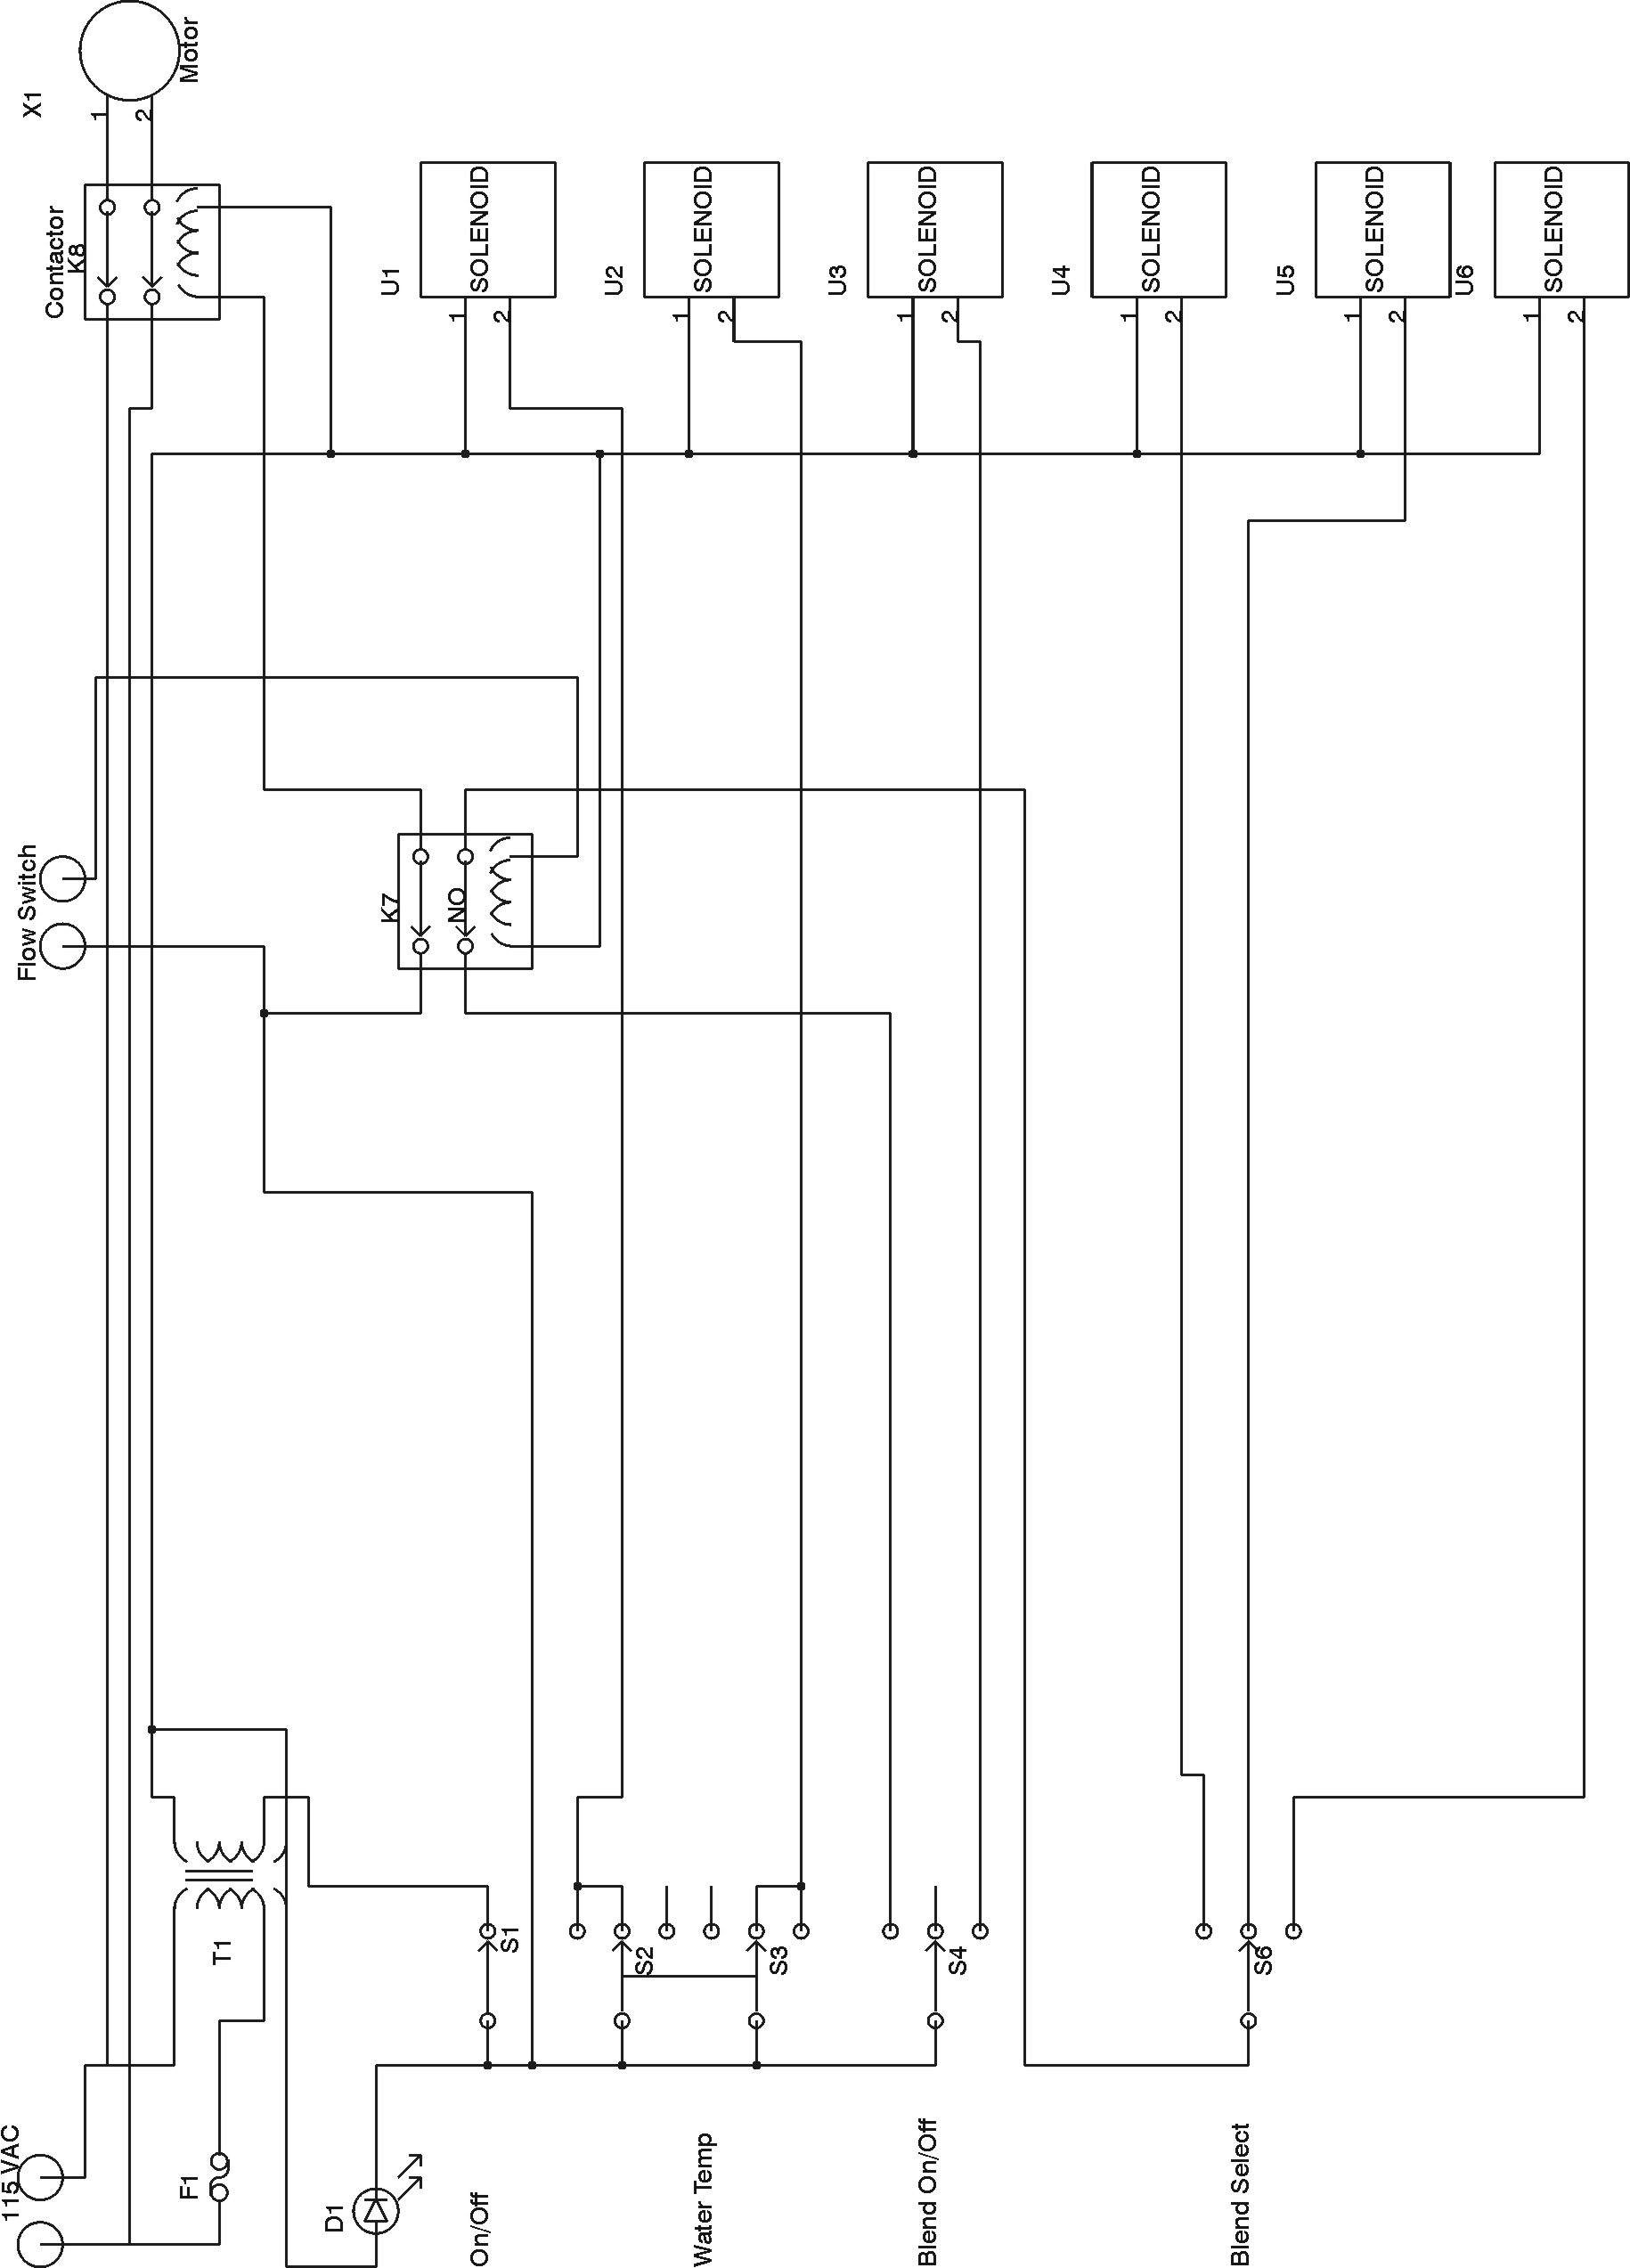 X1
Motor
1
2
Contactor
K8
U1
SOLENOID
1
2
U2
SOLENOID
1
2
U3
SOLENOID
1
2
U4
SOLENOID
1
2
U5
SOLENOID
1
2
U6
SOLENOID
1
2
Flow Switch
K7
NO
T1
S1
S2
S3
S4
S6
115 VAC
F1
D1
On/Off
Water Temp
Blend On/Off
Blend Select